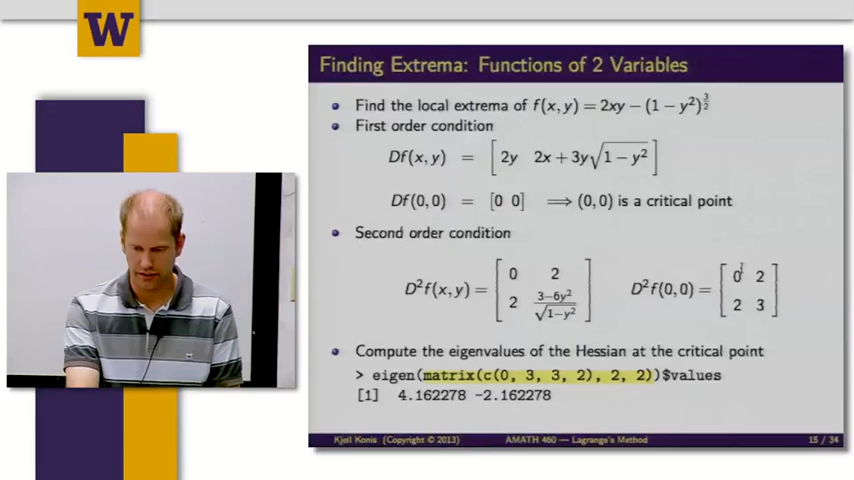 W
Finding Extrema: Functions of 2 Variables
Find the local extrema of f(x, y) = 2xy − (1 − y²)^{3/2}
First order condition
Df(x, y) = [ 2y 2x + 3y√(1 − y²) ]
Df(0, 0) = [0 0] ⟹ (0, 0) is a critical point
Second order condition
D²f(x, y) = [ 0 2 ; 2 (3−6y²)/√(1−y²) ] D²f(0, 0) = [ 0 2 ; 2 3 ]
Compute the eigenvalues of the Hessian at the critical point
> eigen(matrix(c(0, 3, 3, 2), 2, 2))$values
[1] 4.162278 -2.162278
Kjell Konis (Copyright © 2013) AMATH 460 — Lagrange's Method 15 / 34